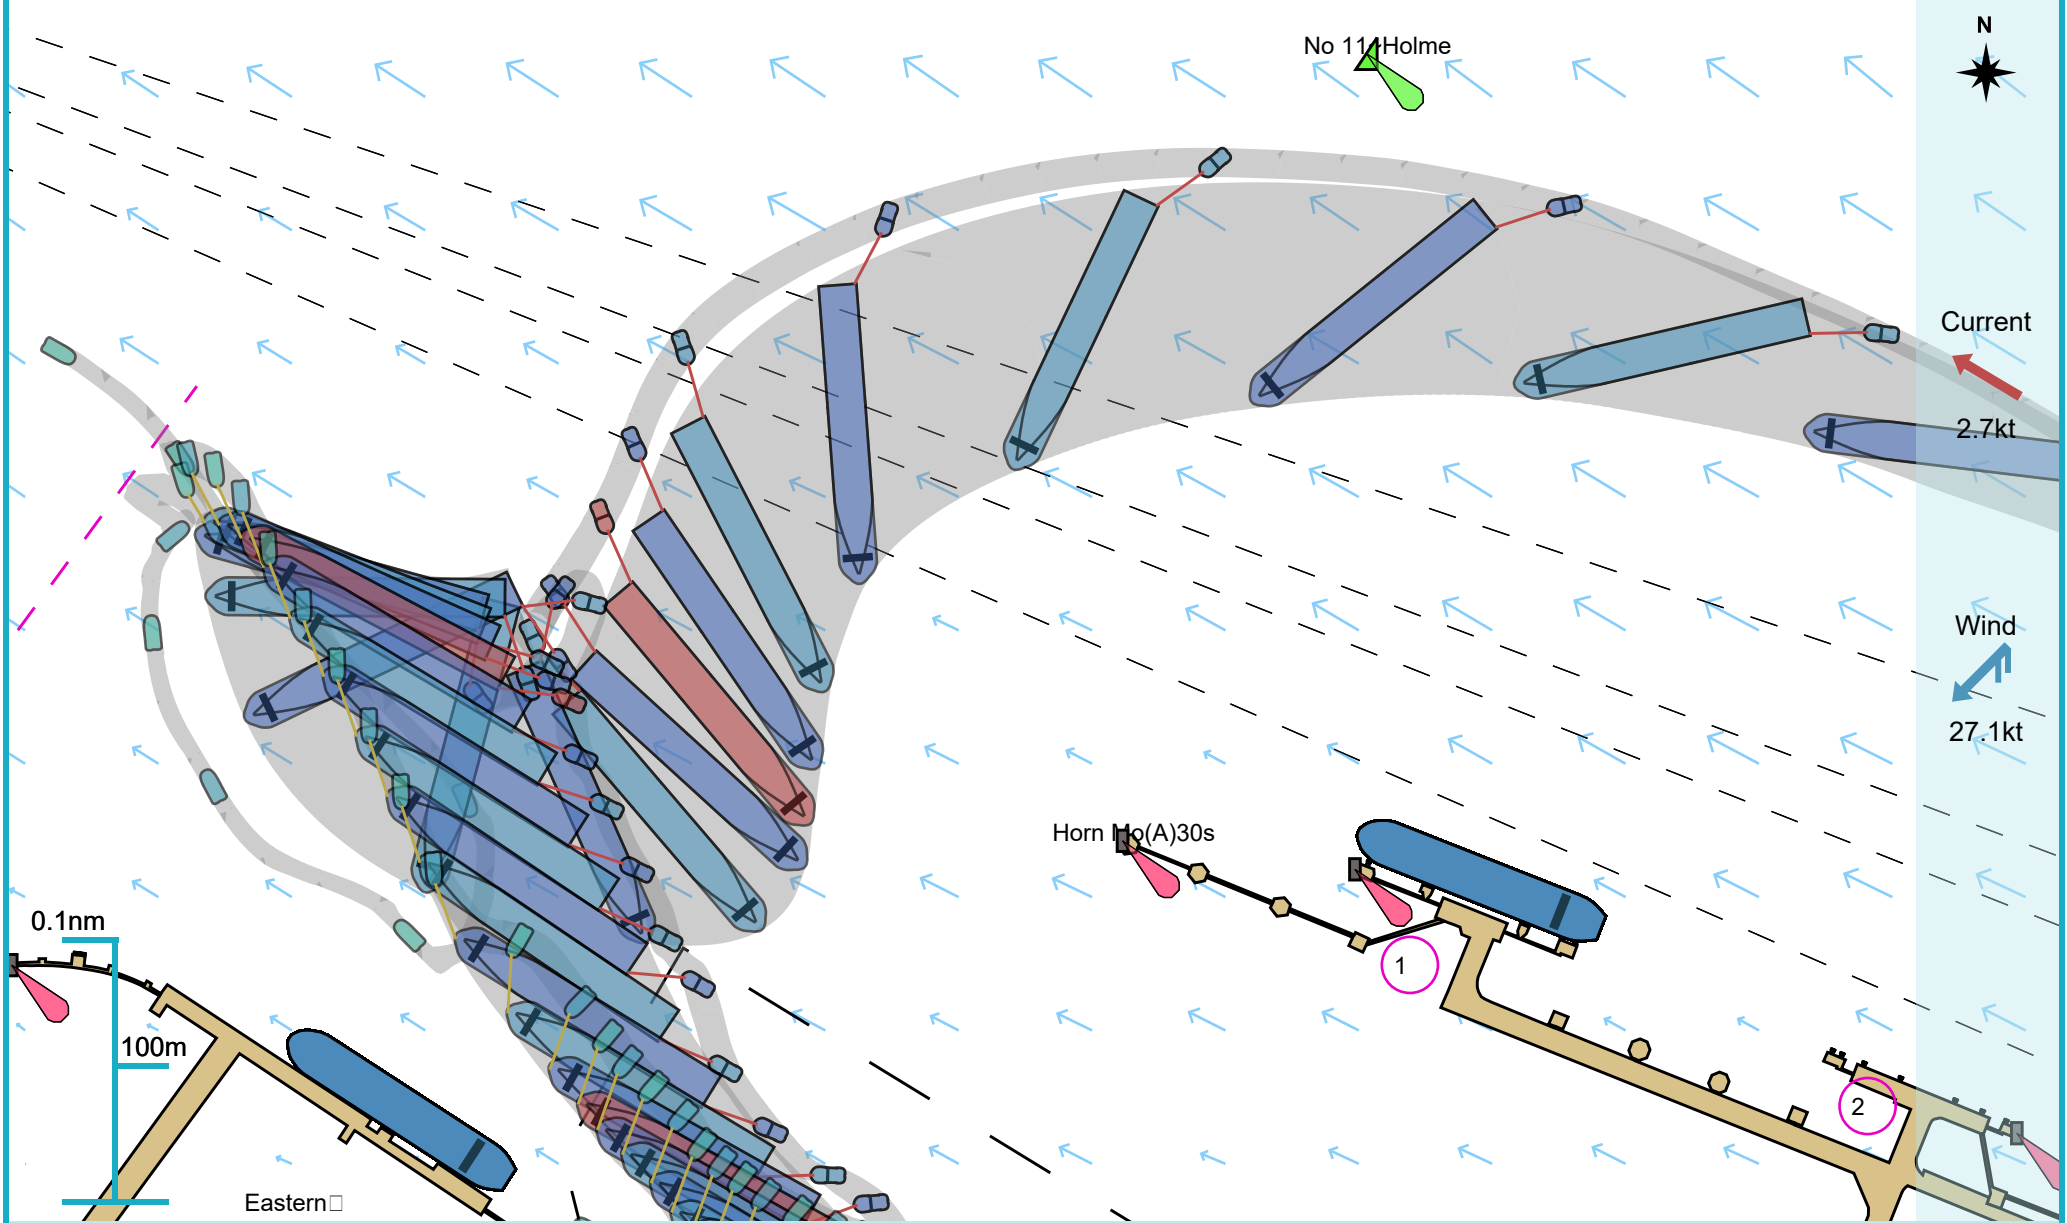 No 11 Holme
N
Current
2.7kt
Wind
27.1kt
Horn Mo(A)30s
0.1nm
100m
1
2
Eastern